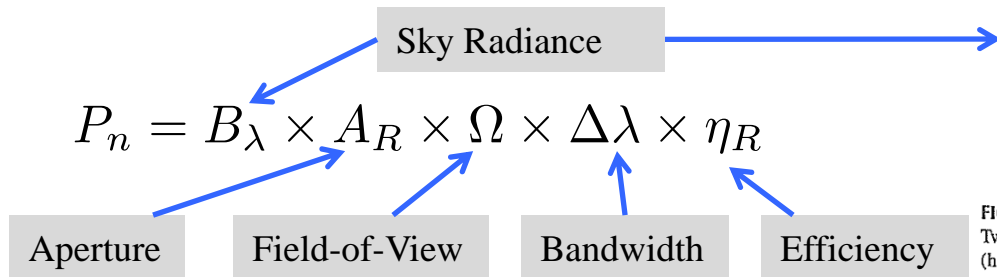 Sky Radiance
P_n = B_λ × A_R × Ω × Δλ × η_R
Aperture Field-of-View Bandwidth Efficiency
(h